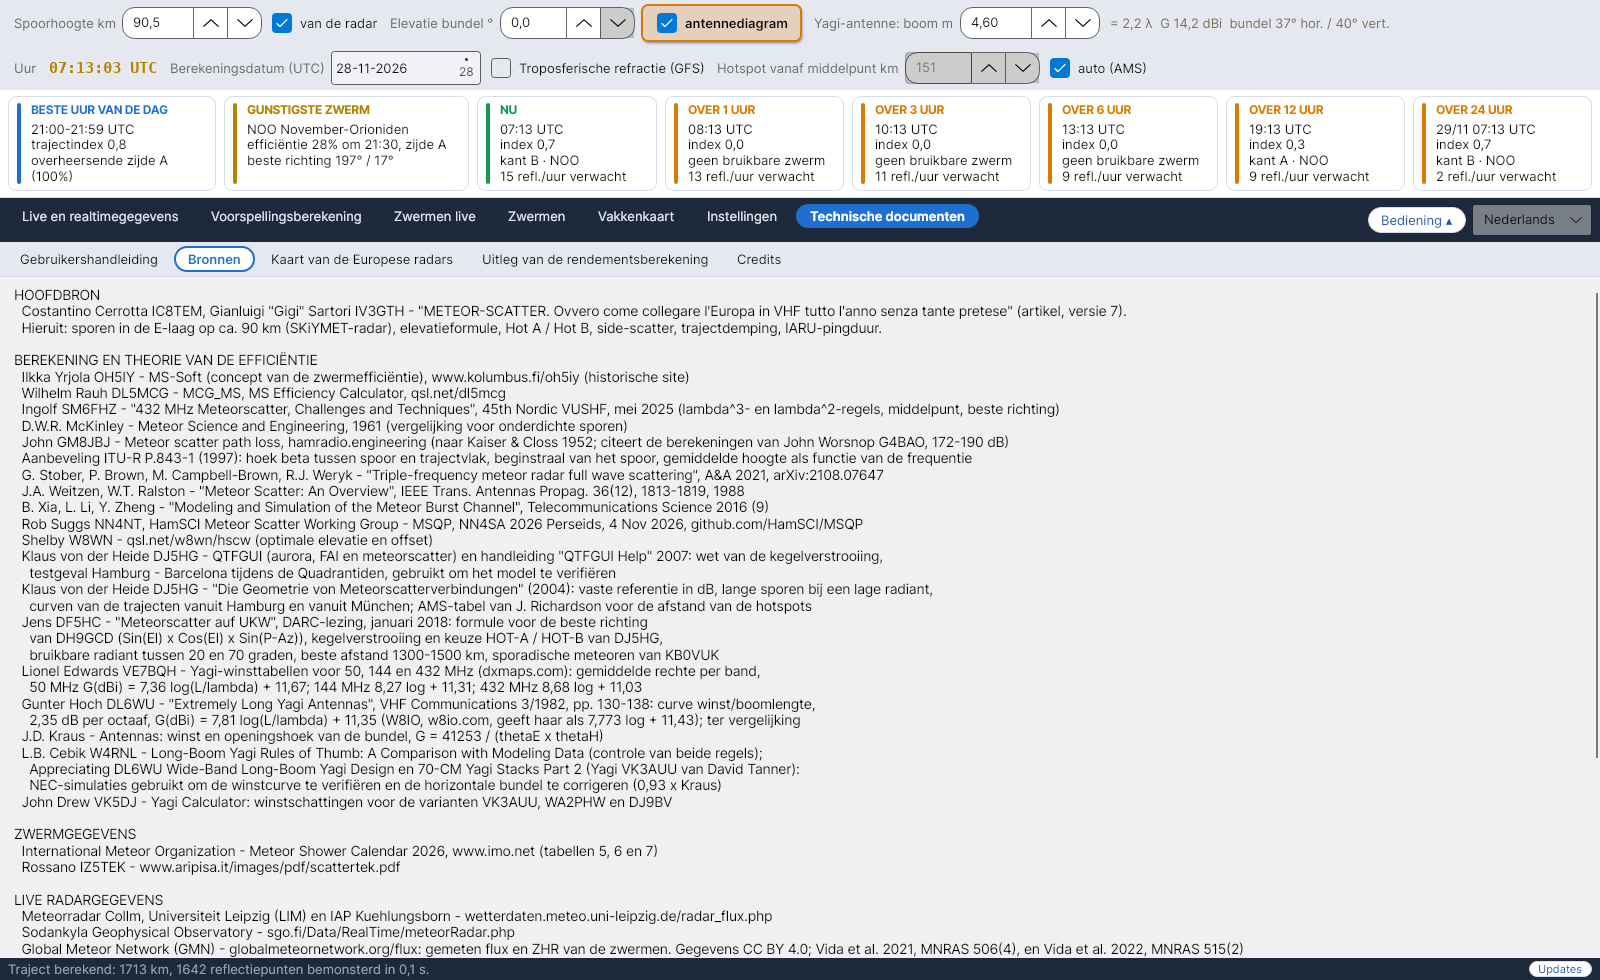 Spoorhoogte km 90,5 van de radar Elevatie bundel ° 0,0 antennediagram Yagi-antenne: boom m 4,60 = 2,2 λ G 14,2 dBi bundel 37° hor. / 40° vert.
Uur 07:13:03 UTC Berekeningsdatum (UTC) 28-11-2026 28 Troposferische refractie (GFS) Hotspot vanaf middelpunt km 151 auto (AMS)
BESTE UUR VAN DE DAG
21:00-21:59 UTC
trajectindex 0,8
overheersende zijde A
(100%)
GUNSTIGSTE ZWERM
NOO November-Orioniden
efficiëntie 28% om 21:30, zijde A
beste richting 197° / 17°
NU
07:13 UTC
index 0,7
kant B · NOO
15 refl./uur verwacht
OVER 1 UUR
08:13 UTC
index 0,0
geen bruikbare zwerm
13 refl./uur verwacht
OVER 3 UUR
10:13 UTC
index 0,0
geen bruikbare zwerm
11 refl./uur verwacht
OVER 6 UUR
13:13 UTC
index 0,0
geen bruikbare zwerm
9 refl./uur verwacht
OVER 12 UUR
19:13 UTC
index 0,3
kant A · NOO
9 refl./uur verwacht
OVER 24 UUR
29/11 07:13 UTC
index 0,7
kant B · NOO
2 refl./uur verwacht
Live en realtimegegevens Voorspellingsberekening Zwermen live Zwermen Vakkenkaart Instellingen Technische documenten Bediening ▴ Nederlands
Gebruikershandleiding Bronnen Kaart van de Europese radars Uitleg van de rendementsberekening Credits
HOOFDBRON
Costantino Cerrotta IC8TEM, Gianluigi "Gigi" Sartori IV3GTH - "METEOR-SCATTER. Ovvero come collegare l'Europa in VHF tutto l'anno senza tante pretese" (artikel, versie 7).
Hieruit: sporen in de E-laag op ca. 90 km (SKiYMET-radar), elevatieformule, Hot A / Hot B, side-scatter, trajectdemping, IARU-pingduur.
BEREKENING EN THEORIE VAN DE EFFICIËNTIE
Ilkka Yrjola OH5IY - MS-Soft (concept van de zwermefficiëntie), www.kolumbus.fi/oh5iy (historische site)
Wilhelm Rauh DL5MCG - MCG_MS, MS Efficiency Calculator, qsl.net/dl5mcg
Ingolf SM6FHZ - "432 MHz Meteorscatter, Challenges and Techniques", 45th Nordic VUSHF, mei 2025 (lambda^3- en lambda^2-regels, middelpunt, beste richting)
D.W.R. McKinley - Meteor Science and Engineering, 1961 (vergelijking voor onderdichte sporen)
John GM8JBJ - Meteor scatter path loss, hamradio.engineering (naar Kaiser & Closs 1952; citeert de berekeningen van John Worsnop G4BAO, 172-190 dB)
Aanbeveling ITU-R P.843-1 (1997): hoek beta tussen spoor en trajectvlak, beginstraal van het spoor, gemiddelde hoogte als functie van de frequentie
G. Stober, P. Brown, M. Campbell-Brown, R.J. Weryk - "Triple-frequency meteor radar full wave scattering", A&A 2021, arXiv:2108.07647
J.A. Weitzen, W.T. Ralston - "Meteor Scatter: An Overview", IEEE Trans. Antennas Propag. 36(12), 1813-1819, 1988
B. Xia, L. Li, Y. Zheng - "Modeling and Simulation of the Meteor Burst Channel", Telecommunications Science 2016 (9)
Rob Suggs NN4NT, HamSCI Meteor Scatter Working Group - MSQP, NN4SA 2026 Perseids, 4 Nov 2026, github.com/HamSCI/MSQP
Shelby W8WN - qsl.net/w8wn/hscw (optimale elevatie en offset)
Klaus von der Heide DJ5HG - QTFGUI (aurora, FAI en meteorscatter) en handleiding "QTFGUI Help" 2007: wet van de kegelverstrooiing,
testgeval Hamburg - Barcelona tijdens de Quadrantiden, gebruikt om het model te verifiëren
Klaus von der Heide DJ5HG - "Die Geometrie von Meteorscatterverbindungen" (2004): vaste referentie in dB, lange sporen bij een lage radiant,
curven van de trajecten vanuit Hamburg en vanuit München; AMS-tabel van J. Richardson voor de afstand van de hotspots
Jens DF5HC - "Meteorscatter auf UKW", DARC-lezing, januari 2018: formule voor de beste richting
van DH9GCD (Sin(El) x Cos(El) x Sin(P-Az)), kegelverstrooiing en keuze HOT-A / HOT-B van DJ5HG,
bruikbare radiant tussen 20 en 70 graden, beste afstand 1300-1500 km, sporadische meteoren van KB0VUK
Lionel Edwards VE7BQH - Yagi-winsttabellen voor 50, 144 en 432 MHz (dxmaps.com): gemiddelde rechte per band,
50 MHz G(dBi) = 7,36 log(L/lambda) + 11,67; 144 MHz 8,27 log + 11,31; 432 MHz 8,68 log + 11,03
Gunter Hoch DL6WU - "Extremely Long Yagi Antennas", VHF Communications 3/1982, pp. 130-138: curve winst/boomlengte,
2,35 dB per octaaf, G(dBi) = 7,81 log(L/lambda) + 11,35 (W8IO, w8io.com, geeft haar als 7,773 log + 11,43); ter vergelijking
J.D. Kraus - Antennas: winst en openingshoek van de bundel, G = 41253 / (thetaE x thetaH)
L.B. Cebik W4RNL - Long-Boom Yagi Rules of Thumb: A Comparison with Modeling Data (controle van beide regels);
Appreciating DL6WU Wide-Band Long-Boom Yagi Design en 70-CM Yagi Stacks Part 2 (Yagi VK3AUU van David Tanner):
NEC-simulaties gebruikt om de winstcurve te verifiëren en de horizontale bundel te corrigeren (0,93 x Kraus)
John Drew VK5DJ - Yagi Calculator: winstschattingen voor de varianten VK3AUU, WA2PHW en DJ9BV
ZWERMGEGEVENS
International Meteor Organization - Meteor Shower Calendar 2026, www.imo.net (tabellen 5, 6 en 7)
Rossano IZ5TEK - www.aripisa.it/images/pdf/scattertek.pdf
LIVE RADARGEGEVENS
Meteorradar Collm, Universiteit Leipzig (LIM) en IAP Kuehlungsborn - wetterdaten.meteo.uni-leipzig.de/radar_flux.php
Sodankyla Geophysical Observatory - sgo.fi/Data/RealTime/meteorRadar.php
Global Meteor Network (GMN) - globalmeteornetwork.org/flux: gemeten flux en ZHR van de zwermen. Gegevens CC BY 4.0; Vida et al. 2021, MNRAS 506(4), en Vida et al. 2022, MNRAS 515(2)
Traject berekend: 1713 km, 1642 reflectiepunten bemonsterd in 0,1 s. Updates